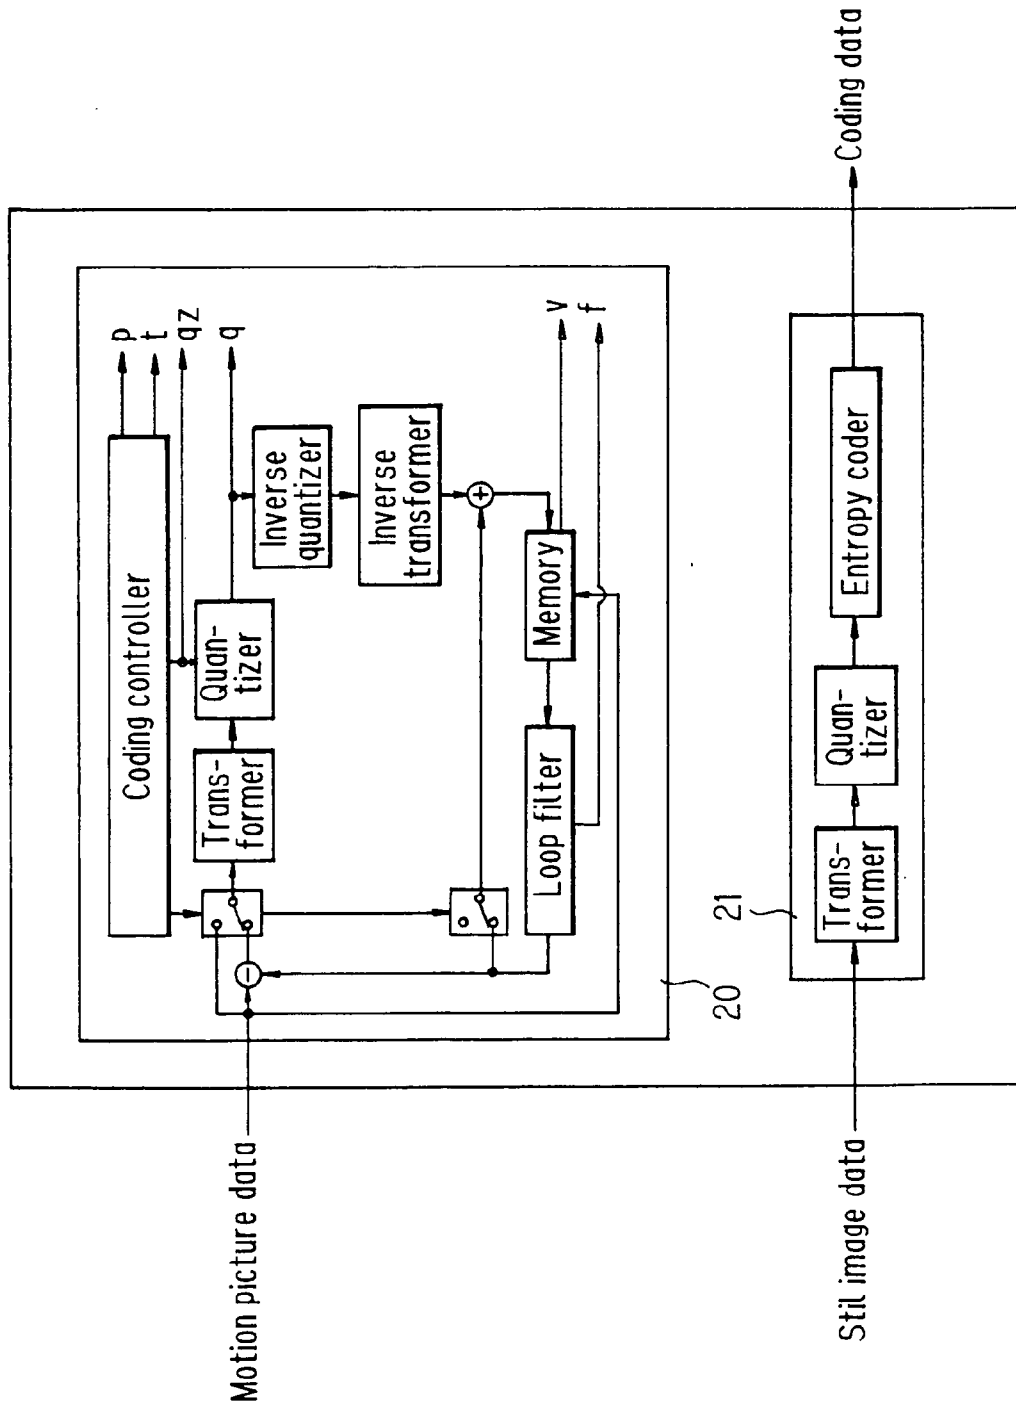 Motion picture data
Coding controller
p
t
qz
q
Trans-
former
Quan-
tizer
Inverse
quantizer
Inverse
transformer
Memory
Loop filter
v
f
20
21
Stil image data
Trans-
former
Quan-
tizer
Entropy coder
Coding data